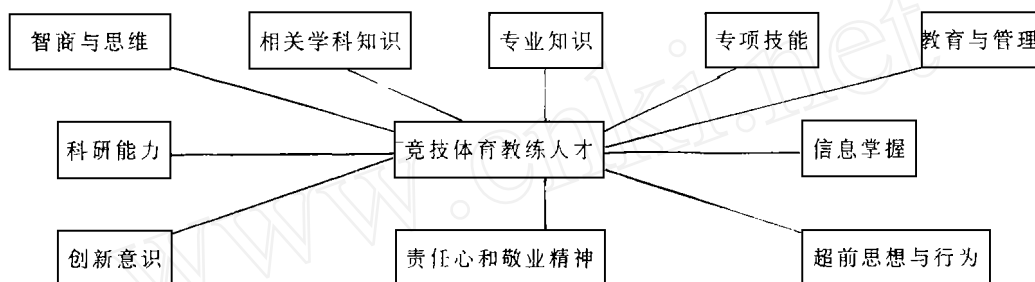 智商与思维
相关学科知识
专业知识
专项技能
教育与管理
科研能力
竞技体育教练人才
信息掌握
创新意识
责任心和敬业精神
超前思想与行为
www.cnki.net